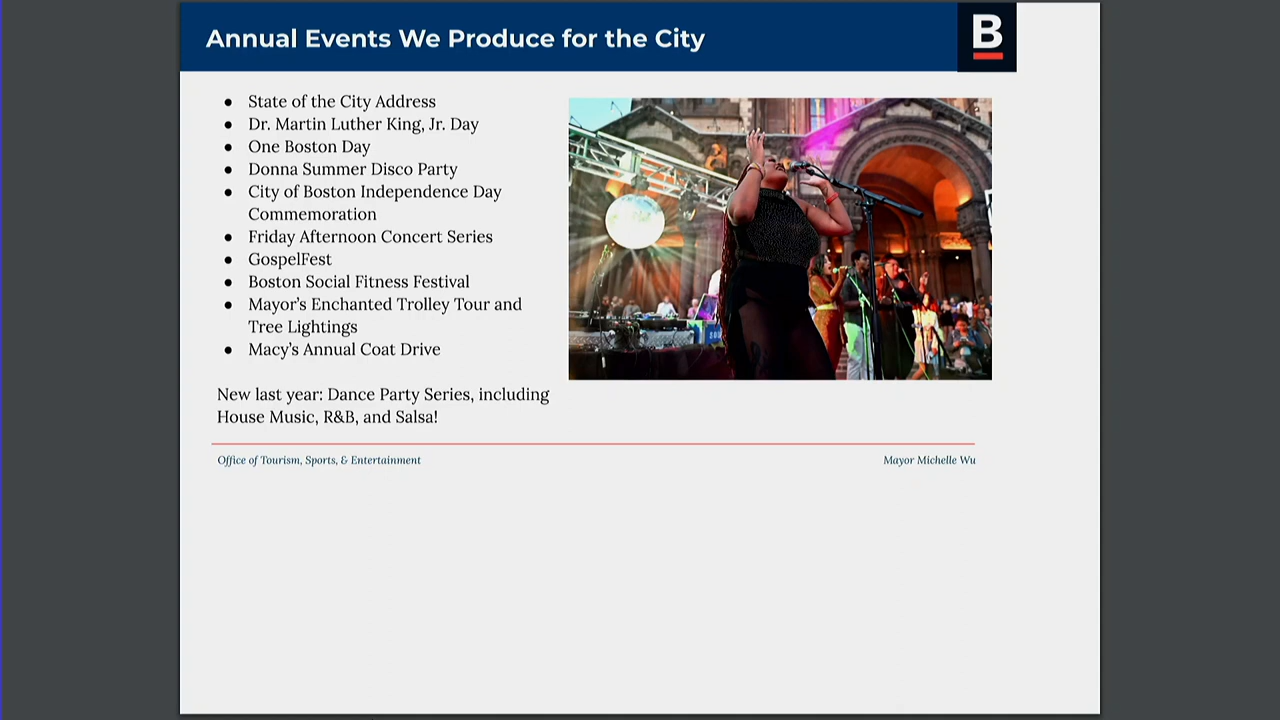 Annual Events We Produce for the City
B
● State of the City Address
● Dr. Martin Luther King, Jr. Day
● One Boston Day
● Donna Summer Disco Party
● City of Boston Independence Day
Commemoration
● Friday Afternoon Concert Series
● GospelFest
● Boston Social Fitness Festival
● Mayor’s Enchanted Trolley Tour and
Tree Lightings
● Macy’s Annual Coat Drive
New last year: Dance Party Series, including
House Music, R&B, and Salsa!
Office of Tourism, Sports, & Entertainment
Mayor Michelle Wu